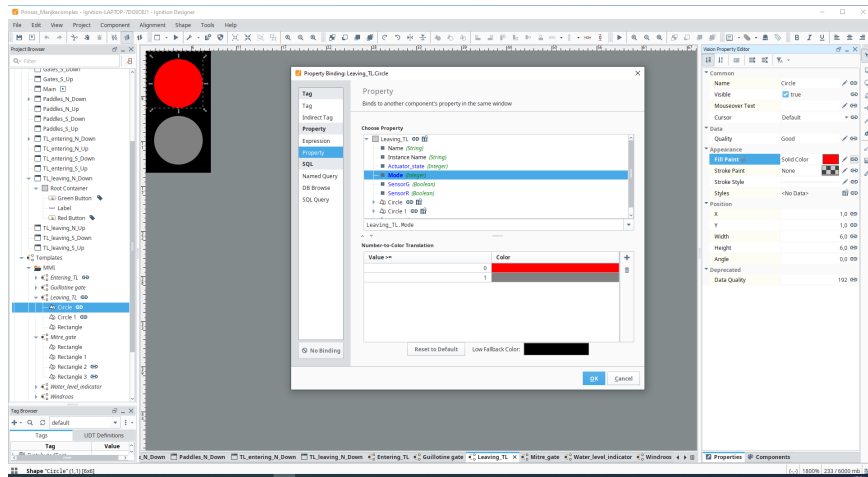 Prinses_Marijkecomplex - Ignition-LAPTOP-7D09OIU1 - Ignition Designer
File Edit View Project Component Alignment Shape Tools Help
Project Browser
Filter
Gates_S_Down
Gates_S_Up
Main
Paddles_N_Down
Paddles_N_Up
Paddles_S_Down
Paddles_S_Up
TL_entering_N_Down
TL_entering_N_Up
TL_entering_S_Down
TL_entering_S_Up
TL_leaving_N_Down
Root Container
Green Button
Label
Red Button
TL_leaving_N_Up
TL_leaving_S_Down
TL_leaving_S_Up
Templates
MMI
Entering_TL
Guillotine gate
Leaving_TL
Circle
Circle 1
Rectangle
Mitre_gate
Rectangle
Rectangle 1
Rectangle 2
Rectangle 3
Water_level_indicator
Windroos
Tag Browser
default
Tags UDT Definitions
Tag Value
Property Binding: Leaving_TL.Circle
Tag
Tag
Indirect Tag
Property
Expression
Property
SQL
Named Query
DB Browse
SQL Query
No Binding
Property
Binds to another component's property in the same window
Choose Property
Leaving_TL
Name (String)
Instance Name (String)
Actuator_state (Integer)
Mode (Integer)
SensorG (Boolean)
SensorR (Boolean)
Circle
Circle 1
Leaving_TL.Mode
Number-to-Color Translation
Value >= Color
0
1
Reset to Default Low Fallback Color:
OK Cancel
Vision Property Editor
Common
Name Circle
Visible true
Mouseover Text
Cursor Default
Data
Quality Good
Appearance
Fill Paint Solid Color
Stroke Paint None
Stroke Style
Styles <No Data>
Position
X 1,0
Y 1,0
Width 6,0
Height 6,0
Angle 0,0
Deprecated
Data Quality 192
_N_Down Paddles_N_Down TL_entering_N_Down TL_leaving_N_Down Entering_TL Guillotine gate Leaving_TL Mitre_gate Water_level_indicator Windroos
Properties Components
Shape "Circle" (1,1) [6x6]
(-,-) 1800% 233 / 6000 mb